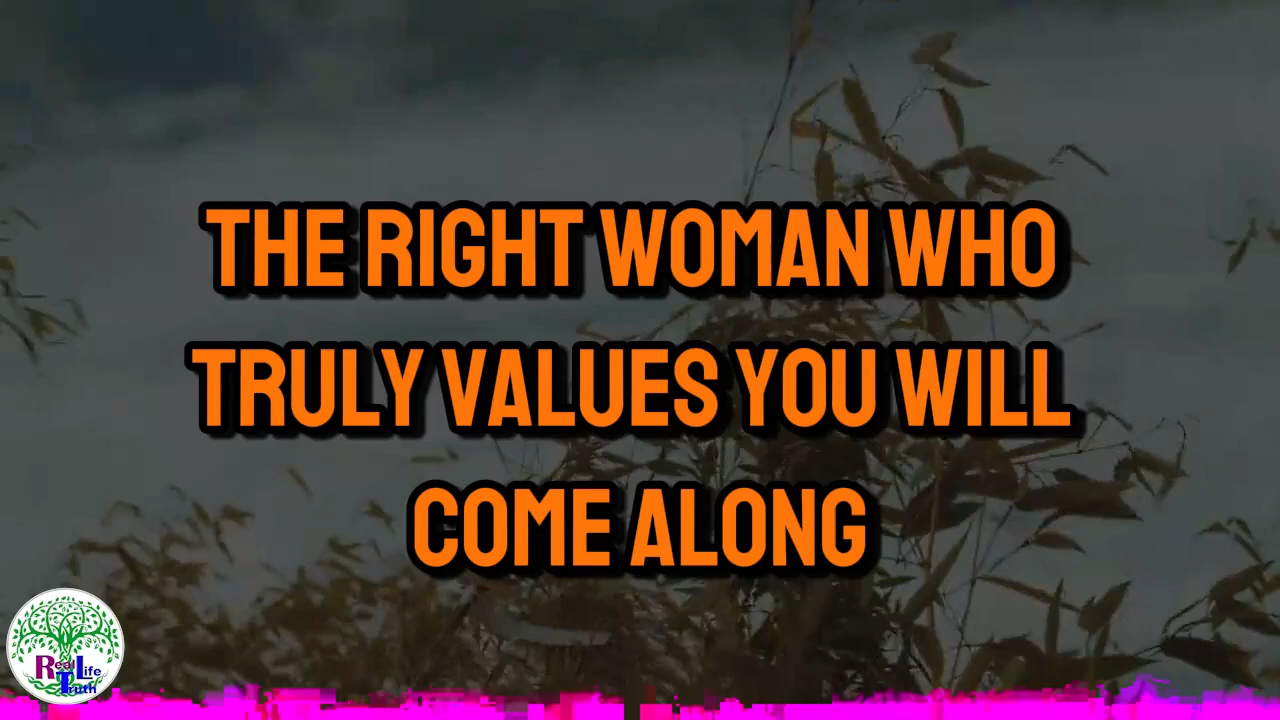 THE RIGHT WOMAN WHO
TRULY VALUES YOU WILL
COME ALONG
Real Life
Truth